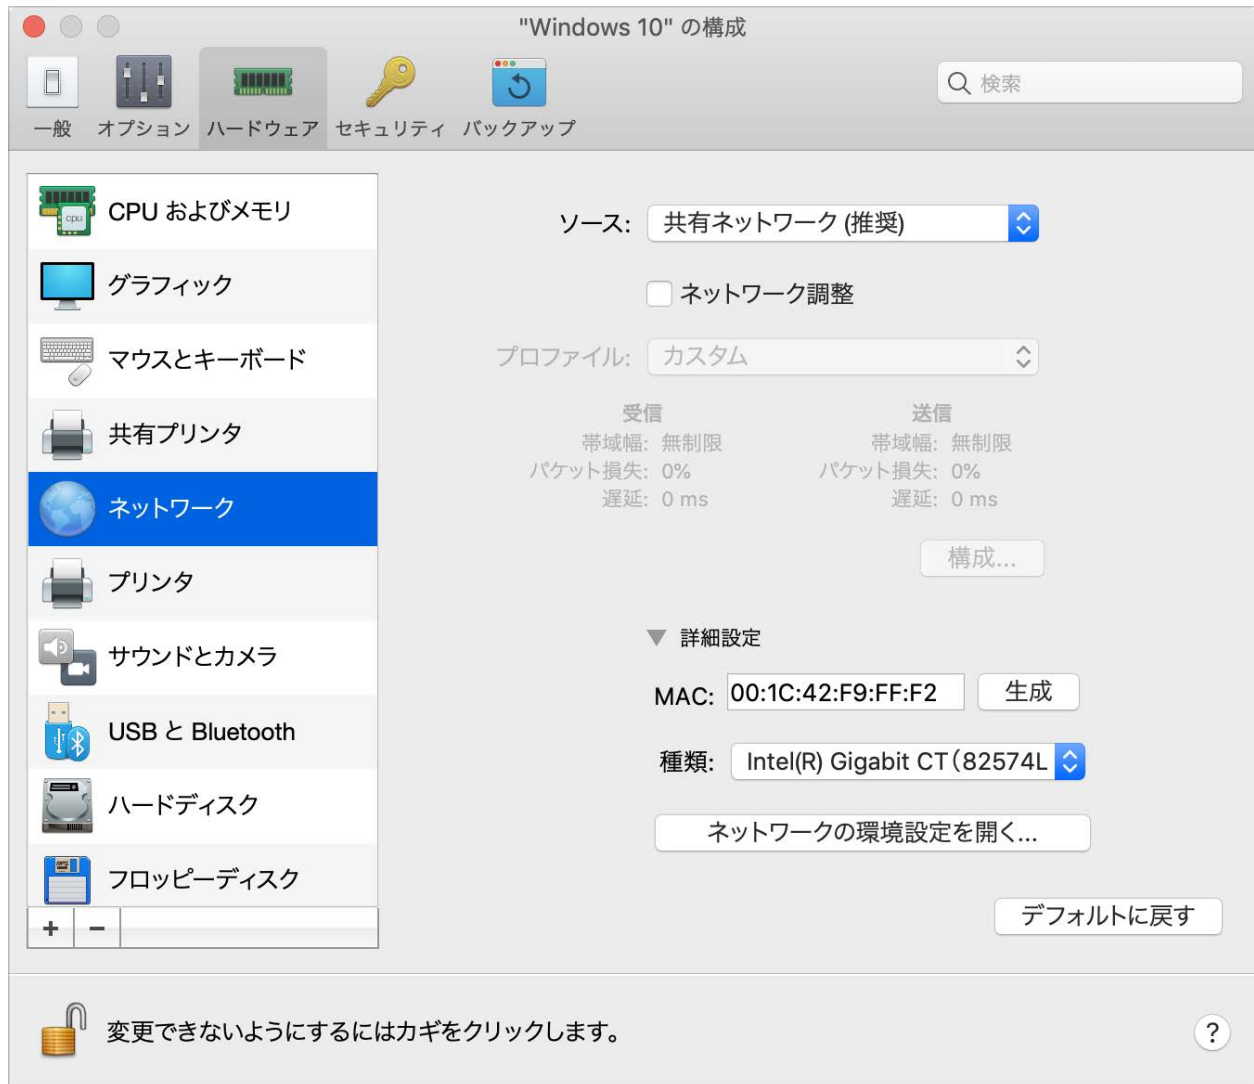 "Windows 10" の構成
一般 オプション ハードウェア セキュリティ バックアップ
検索
CPU およびメモリ
グラフィック
マウスとキーボード
共有プリンタ
ネットワーク
プリンタ
サウンドとカメラ
USB と Bluetooth
ハードディスク
フロッピーディスク
+ −
ソース: 共有ネットワーク (推奨)
ネットワーク調整
プロファイル: カスタム
受信 送信
帯域幅: 無制限 帯域幅: 無制限
パケット損失: 0% パケット損失: 0%
遅延: 0 ms 遅延: 0 ms
構成...
詳細設定
MAC: 00:1C:42:F9:FF:F2 生成
種類: Intel(R) Gigabit CT(82574L
ネットワークの環境設定を開く...
デフォルトに戻す
変更できないようにするにはカギをクリックします。
?